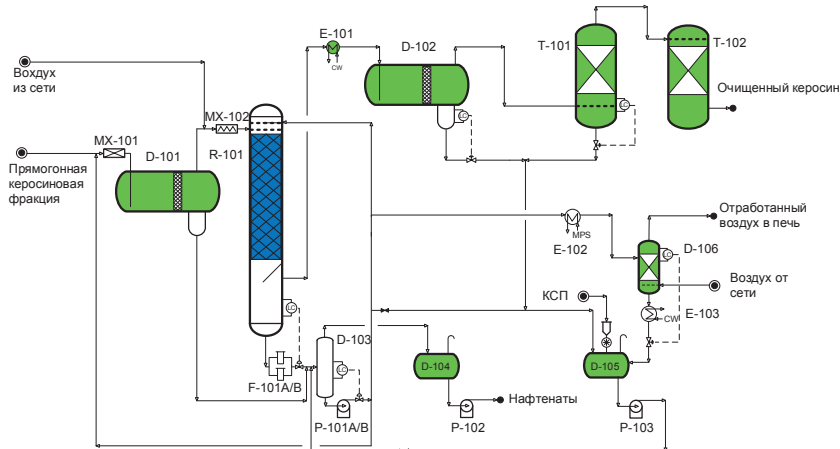 E-101
CW
D-102
T-101
T-102
LC
LC
Очищенный керосин
Вохдух
из сети
MX-102
R-101
MX-101
D-101
Прямогонная
керосиновая
фракция
E-102
MPS
Отработанный
воздух в печь
D-106
LC
Воздух от
сети
КСП
CW
E-103
LC
D-103
LC
F-101A/B
P-101A/B
D-104
D-105
Нафтенаты
P-102
P-103